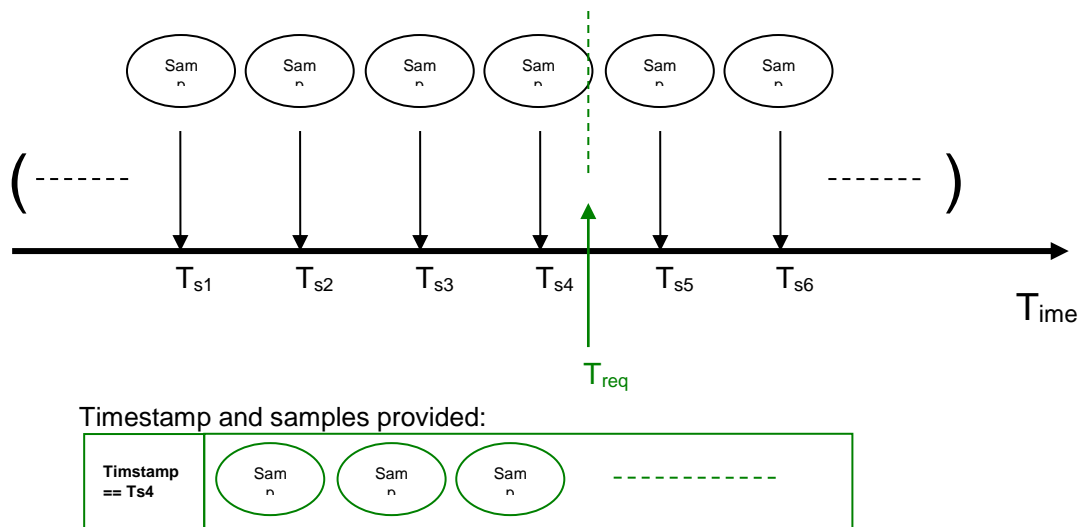 Sam Sam Sam Sam Sam Sam
p p p p p p
( )
Ts1 Ts2 Ts3 Ts4 Ts5 Ts6
Time
Treq
Timestamp and samples provided:
Timstamp
== Ts4
Sam Sam Sam
p p p